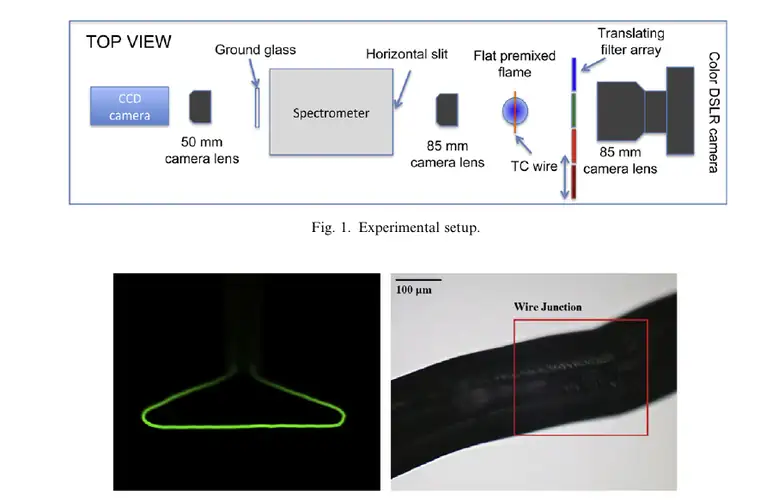 TOP VIEW
Ground glass
Horizontal slit
Flat premixed
flame
Translating
filter array
CCD
camera
Spectrometer
50 mm
camera lens
85 mm
camera lens
TC wire
85 mm
camera lens
Color DSLR camera
Fig. 1. Experimental setup.
100 µm
Wire Junction